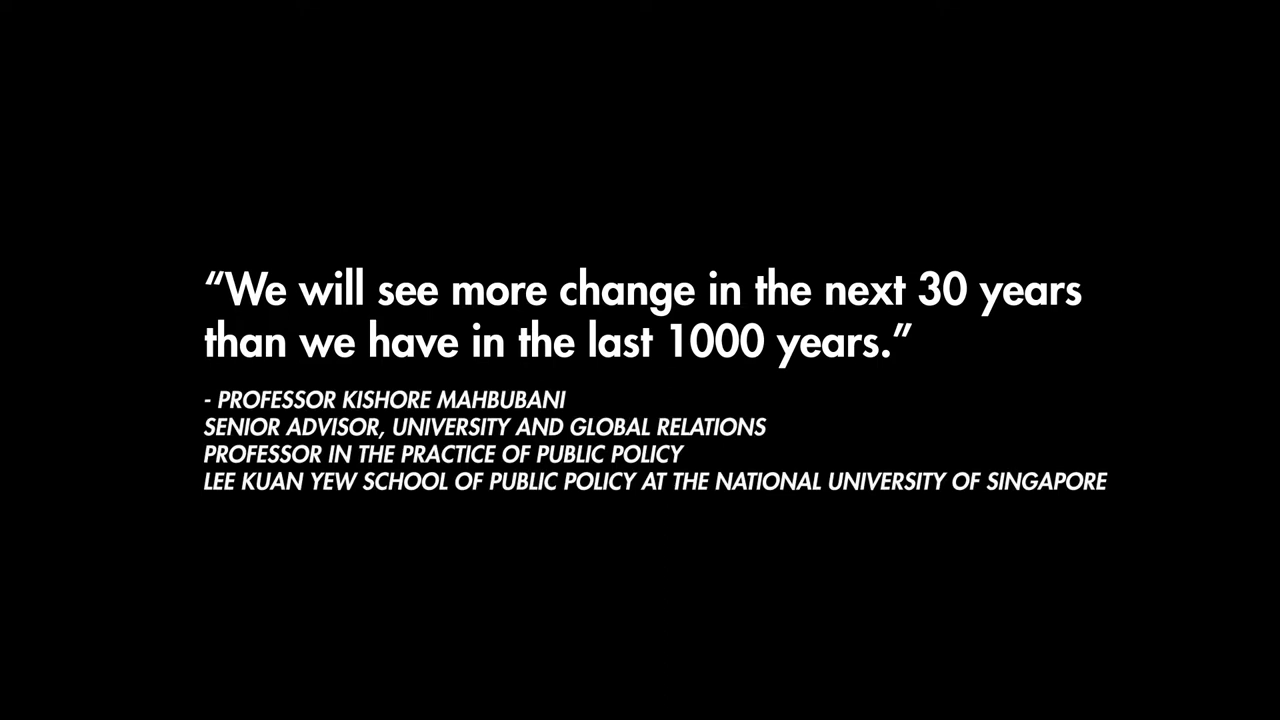 “We will see more change in the next 30 years
than we have in the last 1000 years.”
- PROFESSOR KISHORE MAHBUBANI
SENIOR ADVISOR, UNIVERSITY AND GLOBAL RELATIONS
PROFESSOR IN THE PRACTICE OF PUBLIC POLICY
LEE KUAN YEW SCHOOL OF PUBLIC POLICY AT THE NATIONAL UNIVERSITY OF SINGAPORE